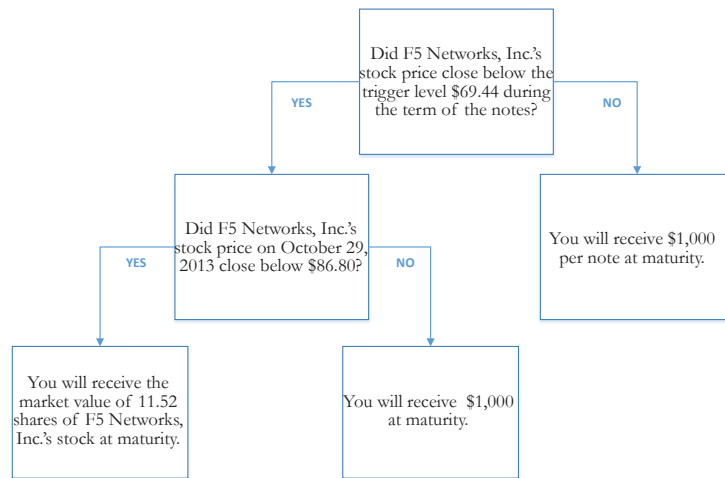 Did F5 Networks, Inc.'s
stock price close below the
trigger level $69.44 during
the term of the notes?
YES
NO
Did F5 Networks, Inc.'s
stock price on October 29,
2013 close below $86.80?
You will receive $1,000
per note at maturity.
YES
NO
You will receive the
market value of 11.52
shares of F5 Networks,
Inc.'s stock at maturity.
You will receive $1,000
at maturity.